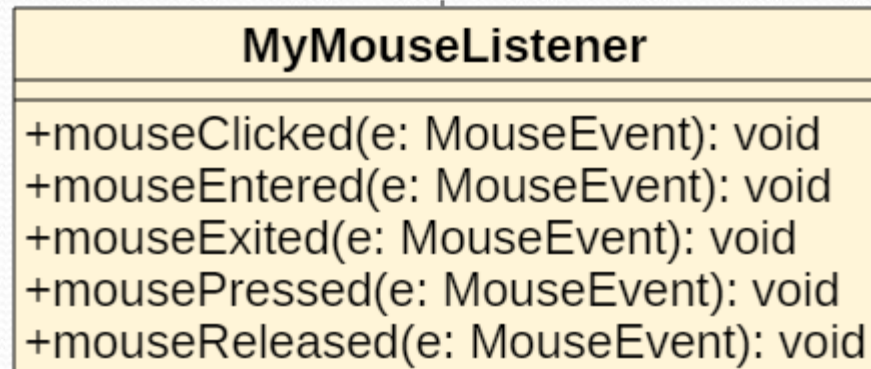 MyMouseListener
+mouseClicked(e: MouseEvent): void
+mouseEntered(e: MouseEvent): void
+mouseExited(e: MouseEvent): void
+mousePressed(e: MouseEvent): void
+mouseReleased(e: MouseEvent): void